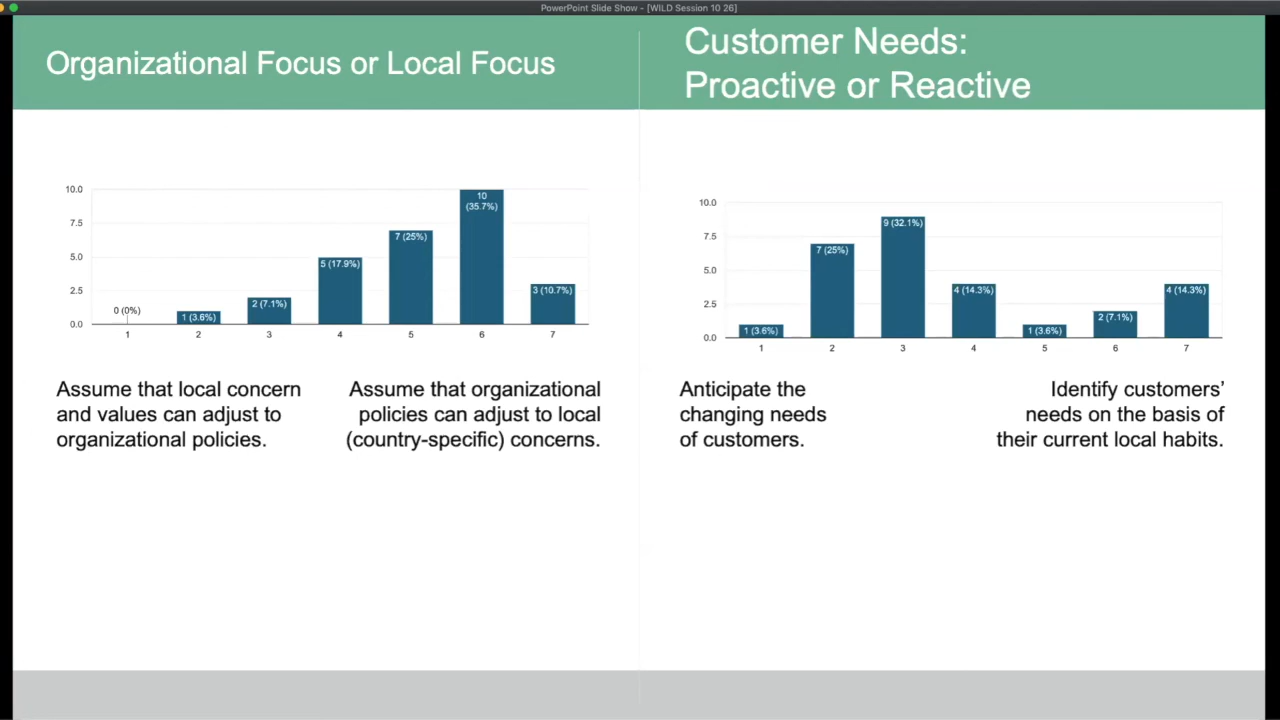 PowerPoint Slide Show - [WILD Session 10 26]
Organizational Focus or Local Focus
10.0
7.5
5.0
2.5
0.0
0 (0%)
1 (3.6%)
2 (7.1%)
5 (17.9%)
7 (25%)
10
(35.7%)
3 (10.7%)
1 2 3 4 5 6 7
Assume that local concern
and values can adjust to
organizational policies.
Assume that organizational
policies can adjust to local
(country-specific) concerns.
Customer Needs:
Proactive or Reactive
10.0
7.5
5.0
2.5
0.0
1 (3.6%)
7 (25%)
9 (32.1%)
4 (14.3%)
1 (3.6%)
2 (7.1%)
4 (14.3%)
1 2 3 4 5 6 7
Anticipate the
changing needs
of customers.
Identify customers’
needs on the basis of
their current local habits.